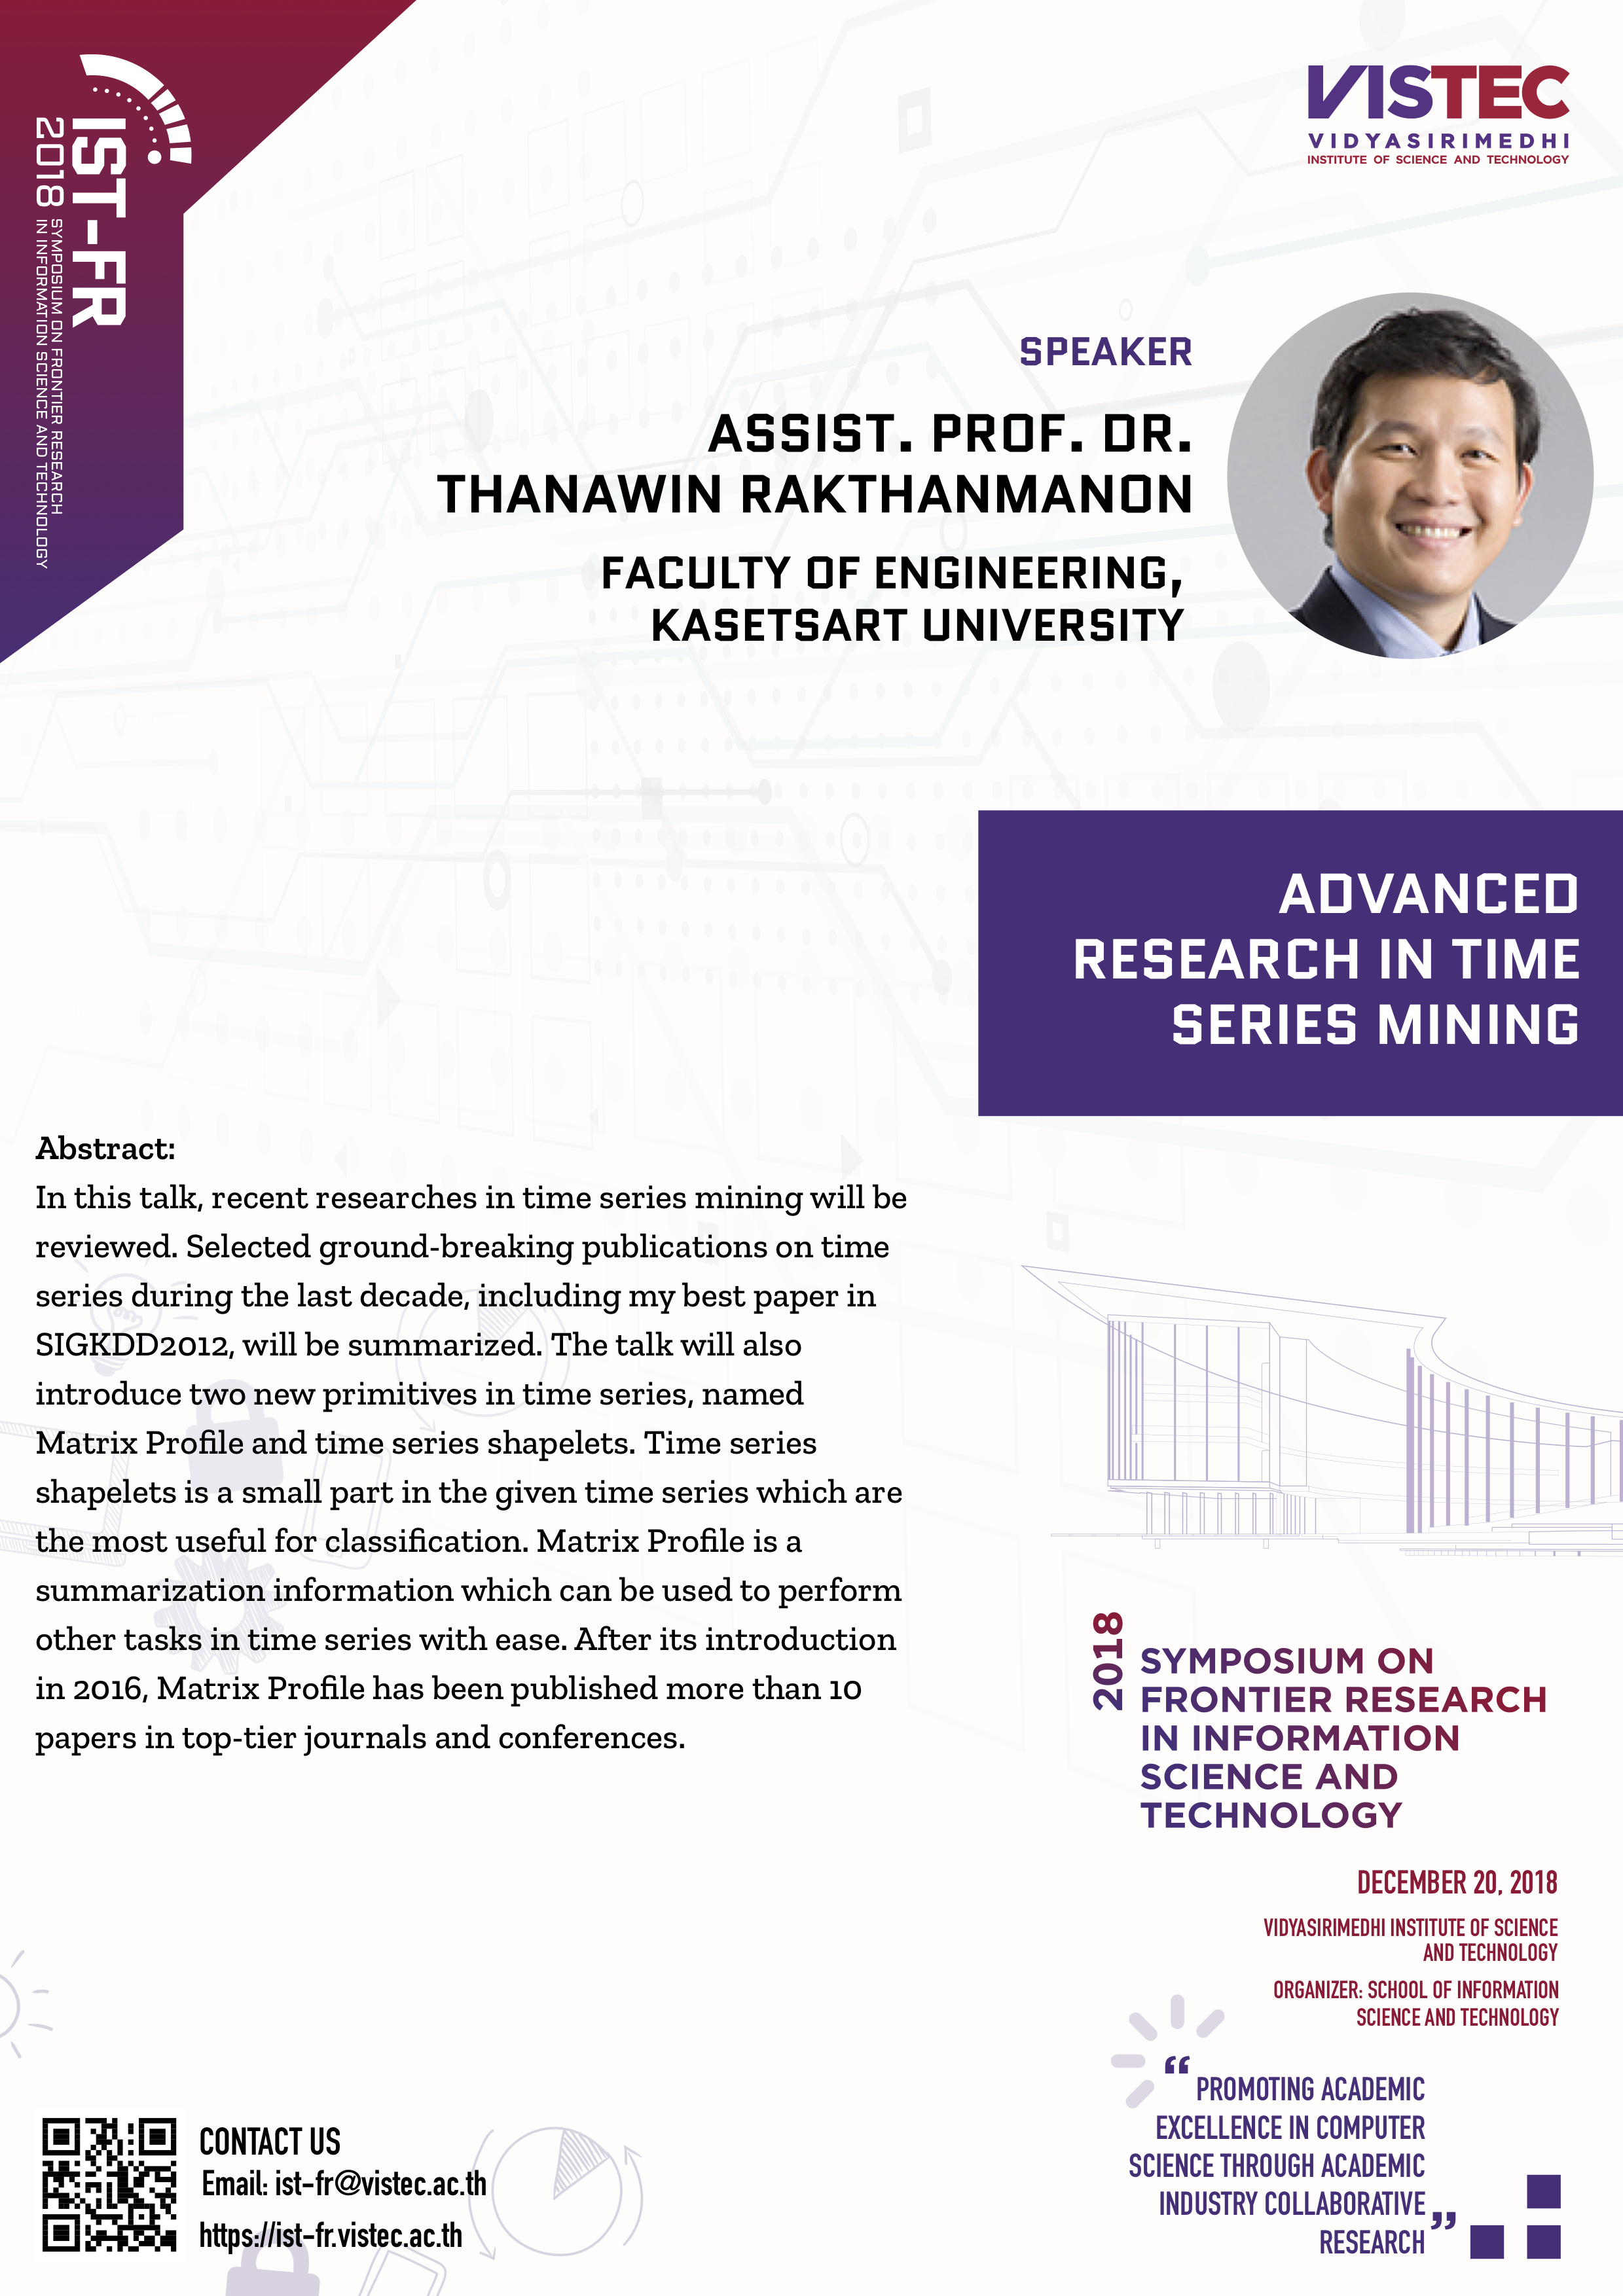 IST-FR
2018
SYMPOSIUM ON FRONTIER RESEARCH
IN INFORMATION SCIENCE AND TECHNOLOGY
VISTEC
VIDYASIRIMEDHI
INSTITUTE OF SCIENCE AND TECHNOLOGY
SPEAKER
ASSIST. PROF. DR.
THANAWIN RAKTHANMANON
FACULTY OF ENGINEERING,
KASETSART UNIVERSITY
ADVANCED
RESEARCH IN TIME
SERIES MINING
Abstract:
In this talk, recent researches in time series mining will be
reviewed. Selected ground-breaking publications on time
series during the last decade, including my best paper in
SIGKDD2012, will be summarized. The talk will also
introduce two new primitives in time series, named
Matrix Profile and time series shapelets. Time series
shapelets is a small part in the given time series which are
the most useful for classification. Matrix Profile is a
summarization information which can be used to perform
other tasks in time series with ease. After its introduction
in 2016, Matrix Profile has been published more than 10
papers in top-tier journals and conferences.
2018
SYMPOSIUM ON
FRONTIER RESEARCH
IN INFORMATION
SCIENCE AND
TECHNOLOGY
DECEMBER 20, 2018
VIDYASIRIMEDHI INSTITUTE OF SCIENCE
AND TECHNOLOGY
ORGANIZER: SCHOOL OF INFORMATION
SCIENCE AND TECHNOLOGY
“PROMOTING ACADEMIC
EXCELLENCE IN COMPUTER
SCIENCE THROUGH ACADEMIC
INDUSTRY COLLABORATIVE
RESEARCH”
CONTACT US
Email: ist-fr@vistec.ac.th
https://ist-fr.vistec.ac.th